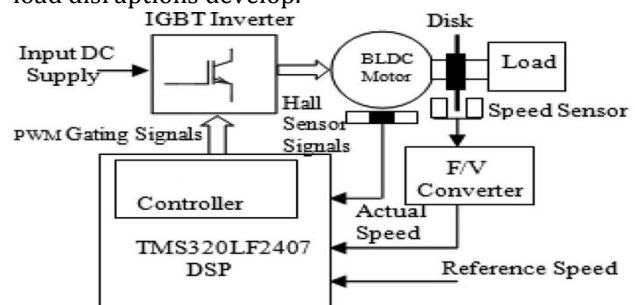 load disruptions develop.
IGBT Inverter
Disk
Input DC
Supply
BLDC
Motor
Load
Hall
Sensor
Signals
Speed Sensor
PWM Gating Signals
F/V
Converter
Controller
Actual
Speed
TMS320LF2407
DSP
Reference Speed